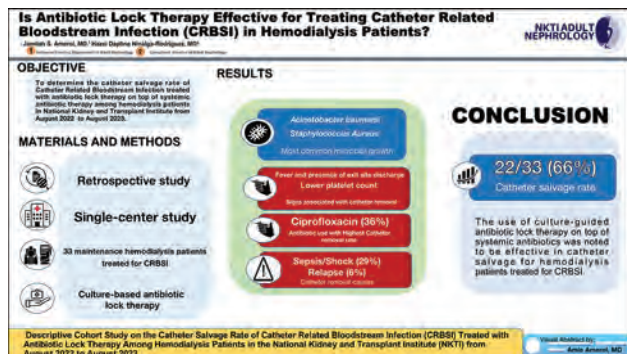 Is Antibiotic Lock Therapy Effective for Treating Catheter Related
Bloodstream Infection (CRBSI) in Hemodialysis Patients?
NKTI ADULT
NEPHROLOGY
OBJECTIVE
To determine the catheter salvage rate of
Catheter Related Bloodstream Infection treated
with antibiotic lock therapy on top of systemic
antibiotic therapy among hemodialysis patients
in National Kidney and Transplant Institute from
August 2022 to August 2023.
MATERIALS AND METHODS
Retrospective study
Single-center study
33 maintenance hemodialysis patients
treated for CRBSI
Culture-based antibiotic
lock therapy
RESULTS
Staphylococcus Aureus
Most common microbial growth
Fever and presence of exit site discharge
Lower platelet count
Signs associated with catheter removal
Ciprofloxacin (36%)
Antibiotic use with Highest Catheter
removal rate
Sepsis/Shock (29%)
Relapse (6%)
Catheter removal causes
CONCLUSION
22/33 (66%)
Catheter salvage rate
The use of culture-guided
antibiotic lock therapy on top of
systemic antibiotics was noted
to be effective in catheter
salvage for hemodialysis
patients treated for CRBSI.
Descriptive Cohort Study on the Catheter Salvage Rate of Catheter Related Bloodstream Infection (CRBSI) Treated with
Antibiotic Lock Therapy Among Hemodialysis Patients in the National Kidney and Transplant Institute (NKTI) from
August 2022 to August 2023
Visual Abstract by: